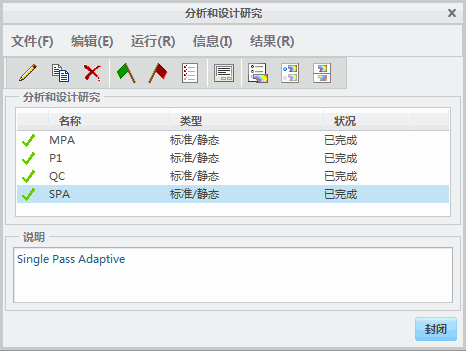 分析和设计研究
文件(F) 编辑(E) 运行(R) 信息(I) 结果(R)
分析和设计研究
名称 类型 状况
MPA 标准/静态 已完成
P1 标准/静态 已完成
QC 标准/静态 已完成
SPA 标准/静态 已完成
说明
Single Pass Adaptive
封闭